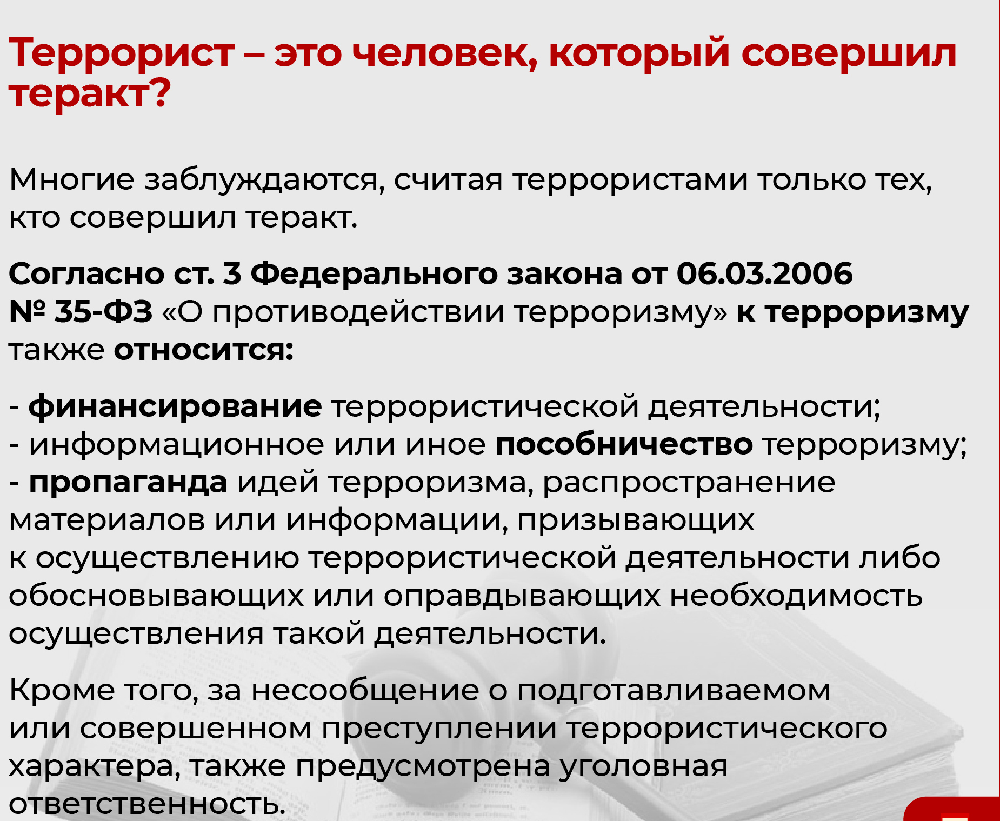 Террорист – это человек, который совершил
теракт?
Многие заблуждаются, считая террористами только тех,
кто совершил теракт.
Согласно ст. 3 Федерального закона от 06.03.2006
№ 35-ФЗ «О противодействии терроризму» к терроризму
также относится:
- финансирование террористической деятельности;
- информационное или иное пособничество терроризму;
- пропаганда идей терроризма, распространение
материалов или информации, призывающих
к осуществлению террористической деятельности либо
обосновывающих или оправдывающих необходимость
осуществления такой деятельности.
Кроме того, за несообщение о подготавливаемом
или совершенном преступлении террористического
характера, также предусмотрена уголовная
ответственность.